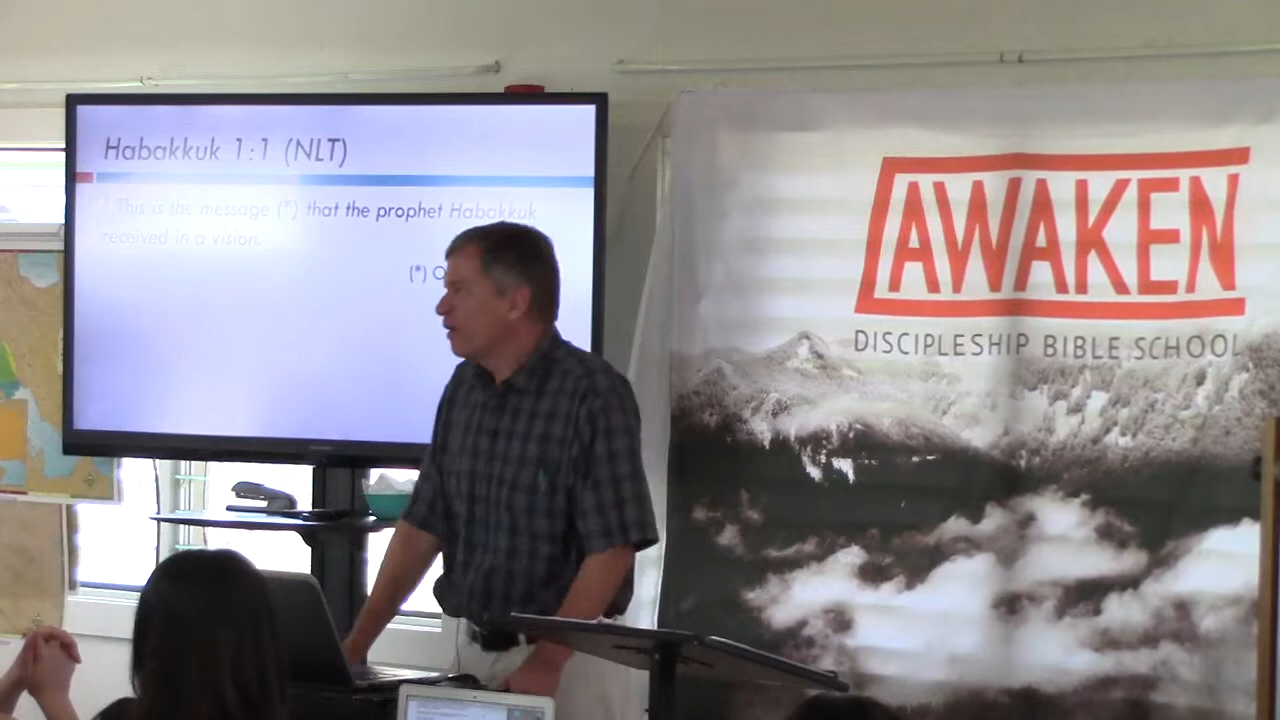 Habakkuk 1:1 (NLT)
This is the message (*) that the prophet Habakkuk
received in a vision..
(*) O
AWAKEN
DISCIPLESHIP BIBLE SCHOOL